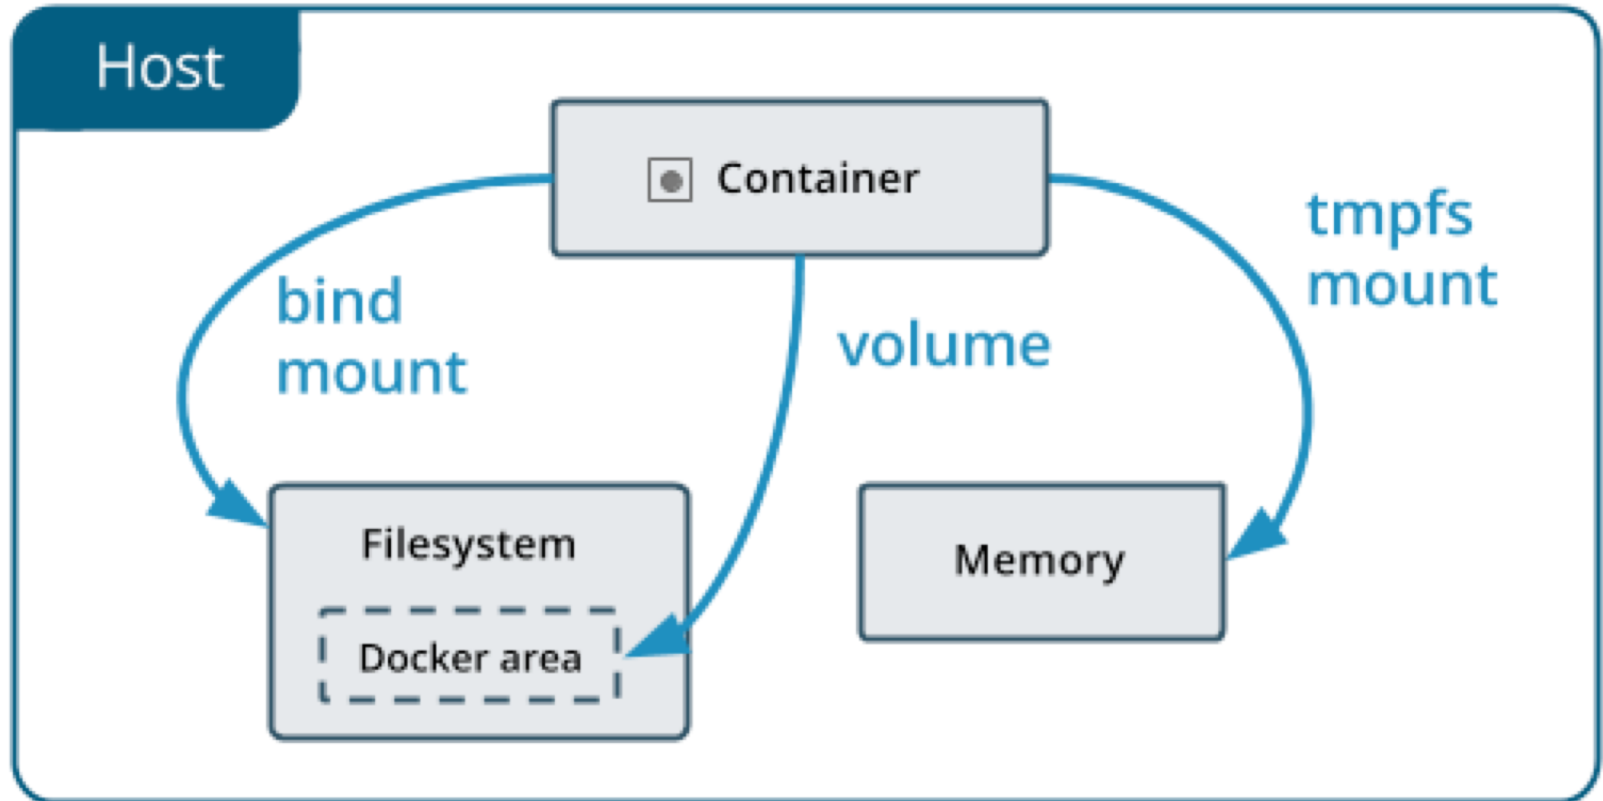 Host
Container
tmpfs
mount
bind
mount
volume
Filesystem
Memory
Docker area